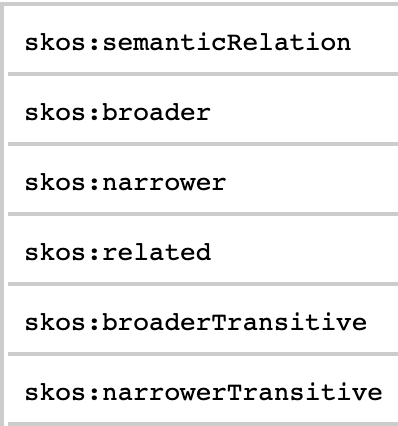 skos:semanticRelation
skos:broader
skos:narrower
skos:related
skos:broaderTransitive
skos:narrowerTransitive